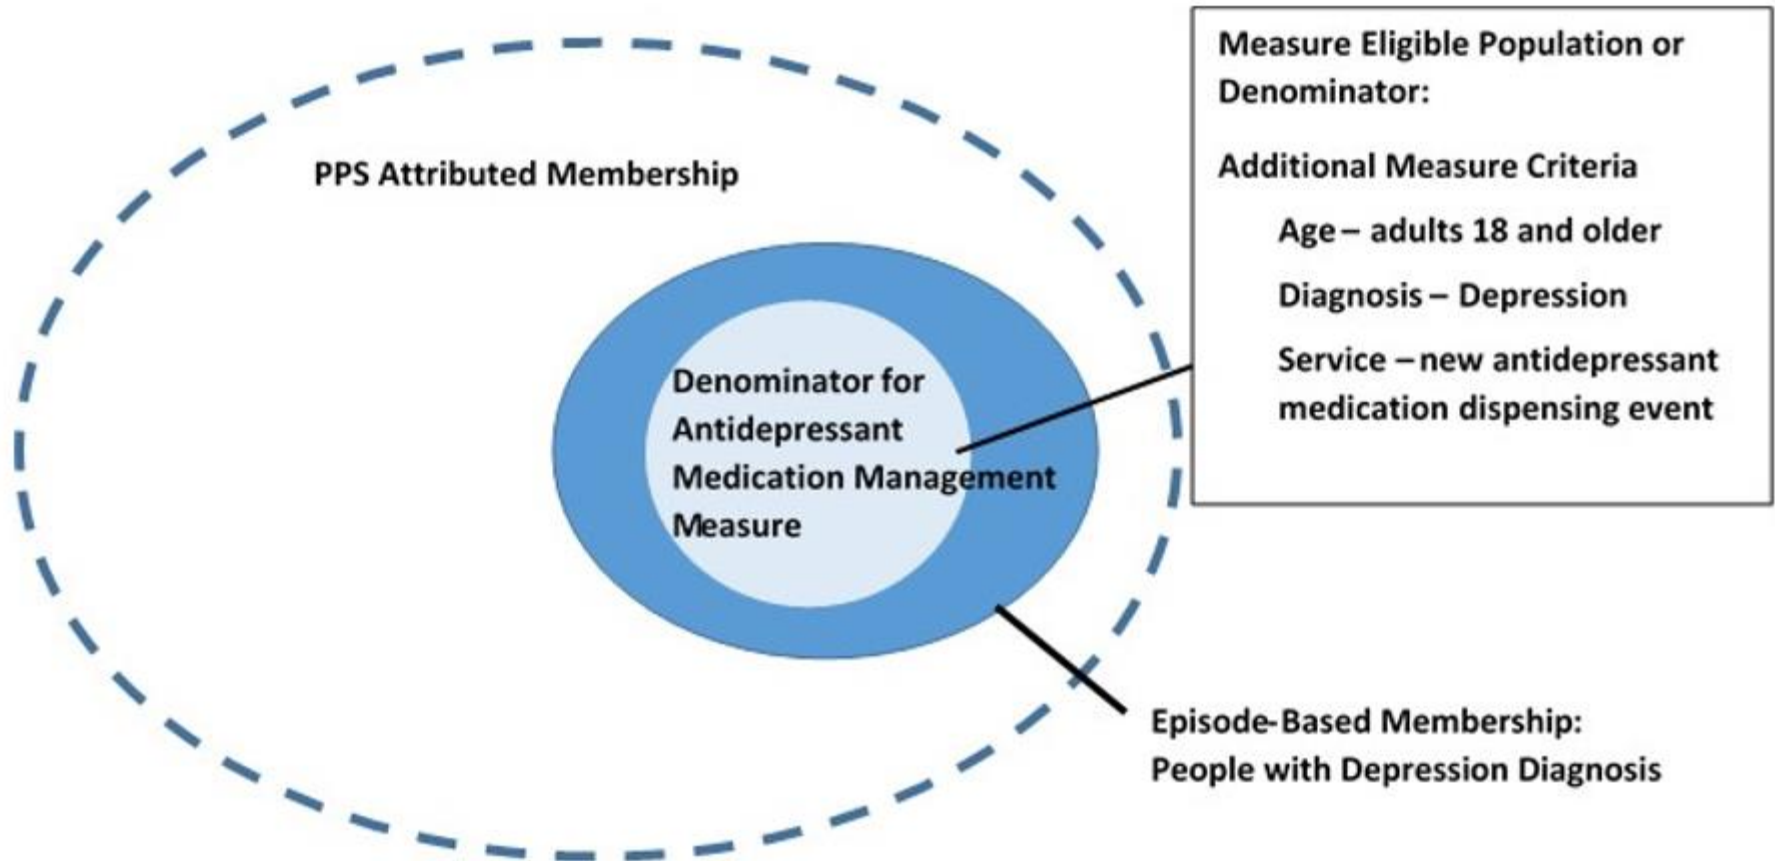 PPS Attributed Membership
Denominator for
Antidepressant
Medication Management
Measure
Measure Eligible Population or
Denominator:
Additional Measure Criteria
Age – adults 18 and older
Diagnosis – Depression
Service – new antidepressant
medication dispensing event
Episode-Based Membership:
People with Depression Diagnosis